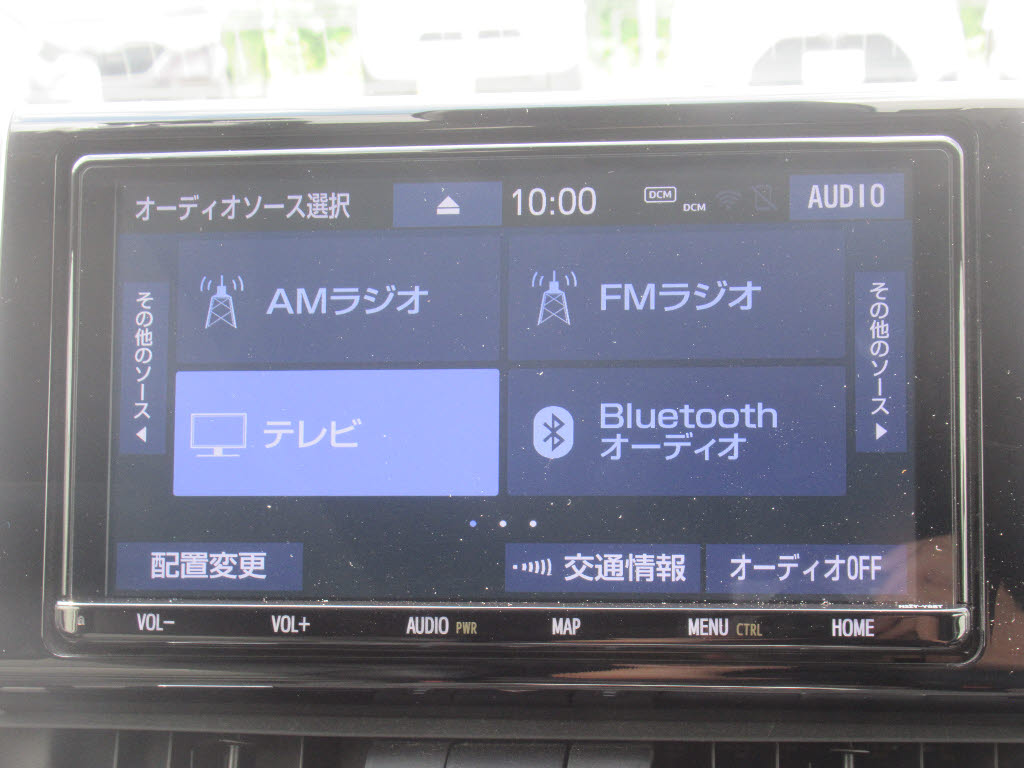 オーディオソース選択
10:00
DCM
DCM
AUDIO
その他のソース
AMラジオ
FMラジオ
その他のソース
テレビ
Bluetooth
オーディオ
配置変更
交通情報
オーディオOFF
VOL-
VOL+
AUDIO PWR
MAP
MENU CTRL
HOME